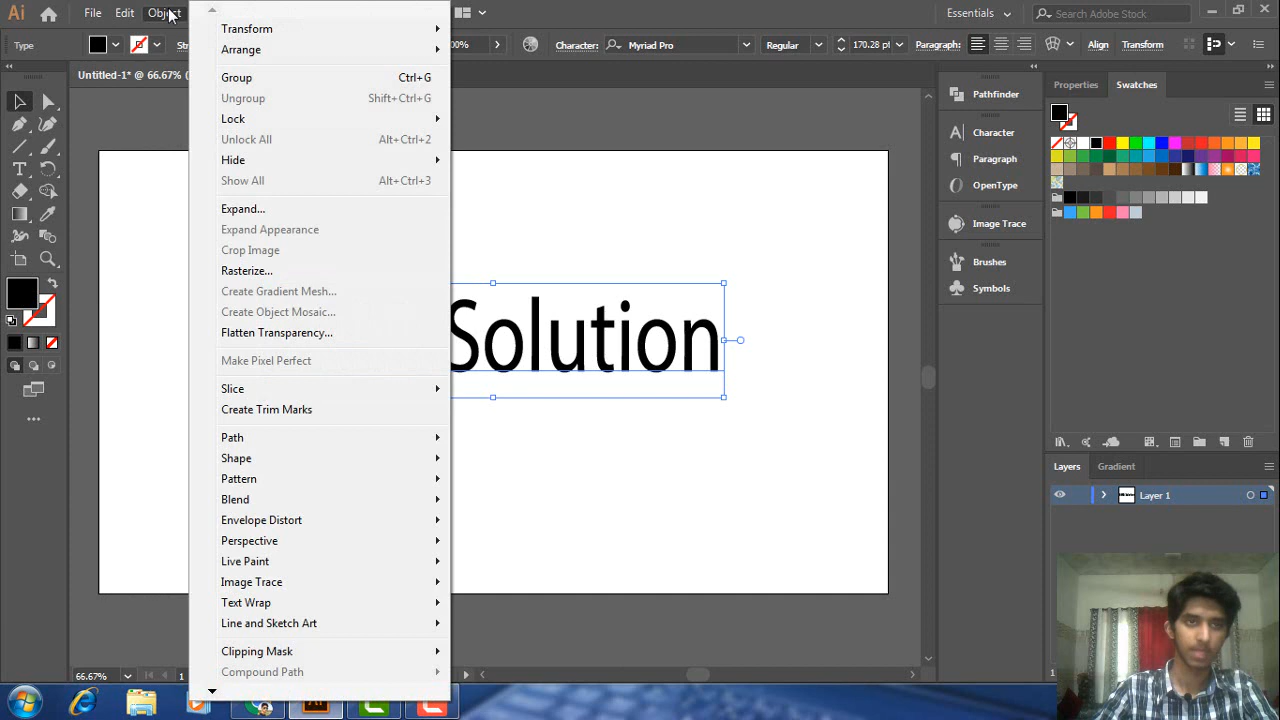 Ai File Edit Object Essentials Search Adobe Stock
Type 00% Character: Myriad Pro Regular 170.28 pt Paragraph: Align Transform
Untitled-1* @ 66.67% (
Transform
Arrange
Group Ctrl+G
Ungroup Shift+Ctrl+G
Lock
Unlock All Alt+Ctrl+2
Hide
Show All Alt+Ctrl+3
Expand...
Expand Appearance
Crop Image
Rasterize...
Create Gradient Mesh...
Create Object Mosaic...
Flatten Transparency...
Make Pixel Perfect
Slice
Create Trim Marks
Path
Shape
Pattern
Blend
Envelope Distort
Perspective
Live Paint
Image Trace
Text Wrap
Line and Sketch Art
Clipping Mask
Compound Path
Solution
Pathfinder
Character
Paragraph
OpenType
Image Trace
Brushes
Symbols
Properties Swatches
Layers Gradient
Layer 1
66.67% 1
Ai